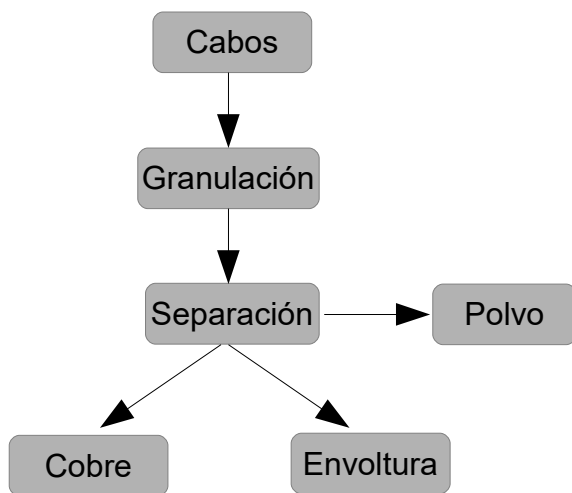 Cabos
Granulación
Separación
Polvo
Cobre
Envoltura